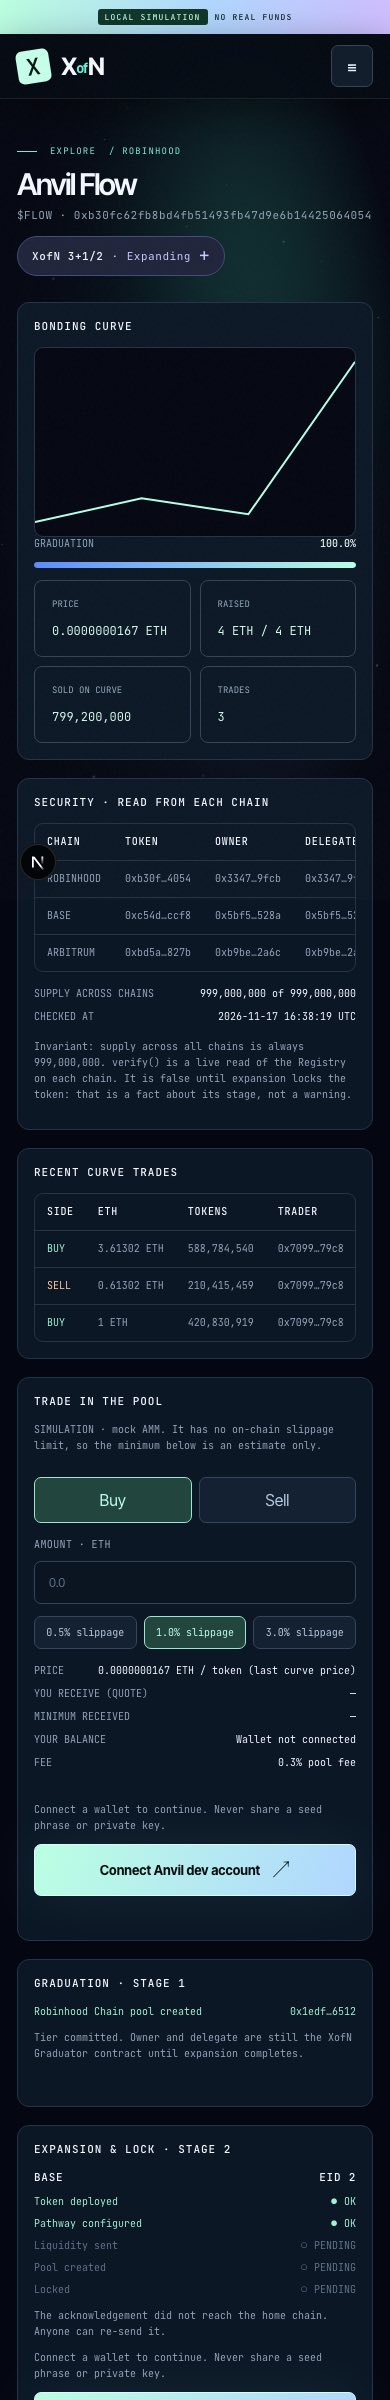 LOCAL SIMULATION NO REAL FUNDS
X XofN
≡
EXPLORE / ROBINHOOD
Anvil Flow
$FLOW · 0xb30fc62fb8bd4fb51493fb47d9e6b14425064054
XofN 3+1/2 · Expanding +
BONDING CURVE
GRADUATION 100.0%
PRICE RAISED
0.0000000167 ETH 4 ETH / 4 ETH
SOLD ON CURVE TRADES
799,200,000 3
SECURITY · READ FROM EACH CHAIN
CHAIN TOKEN OWNER DELEGATE
ROBINHOOD 0xb30f…4054 0x3347…9fcb 0x3347…9
BASE 0xc54d…ccf8 0x5bf5…528a 0x5bf5…52
ARBITRUM 0xbd5a…827b 0xb9be…2a6c 0xb9be…2a
N
SUPPLY ACROSS CHAINS 999,000,000 of 999,000,000
CHECKED AT 2026-11-17 16:38:19 UTC
Invariant: supply across all chains is always
999,000,000. verify() is a live read of the Registry
on each chain. It is false until expansion locks the
token: that is a fact about its stage, not a warning.
RECENT CURVE TRADES
SIDE ETH TOKENS TRADER
BUY 3.61302 ETH 588,784,540 0x7099…79c8
SELL 0.61302 ETH 210,415,459 0x7099…79c8
BUY 1 ETH 420,830,919 0x7099…79c8
TRADE IN THE POOL
SIMULATION · mock AMM. It has no on-chain slippage
limit, so the minimum below is an estimate only.
Buy Sell
AMOUNT · ETH
0.0
0.5% slippage 1.0% slippage 3.0% slippage
PRICE 0.0000000167 ETH / token (last curve price)
YOU RECEIVE (QUOTE) —
MINIMUM RECEIVED —
YOUR BALANCE Wallet not connected
FEE 0.3% pool fee
Connect a wallet to continue. Never share a seed
phrase or private key.
Connect Anvil dev account
GRADUATION · STAGE 1
Robinhood Chain pool created 0x1edf…6512
Tier committed. Owner and delegate are still the XofN
Graduator contract until expansion completes.
EXPANSION & LOCK · STAGE 2
BASE EID 2
Token deployed ● OK
Pathway configured ● OK
Liquidity sent ○ PENDING
Pool created ○ PENDING
Locked ○ PENDING
The acknowledgement did not reach the home chain.
Anyone can re-send it.
Connect a wallet to continue. Never share a seed
phrase or private key.